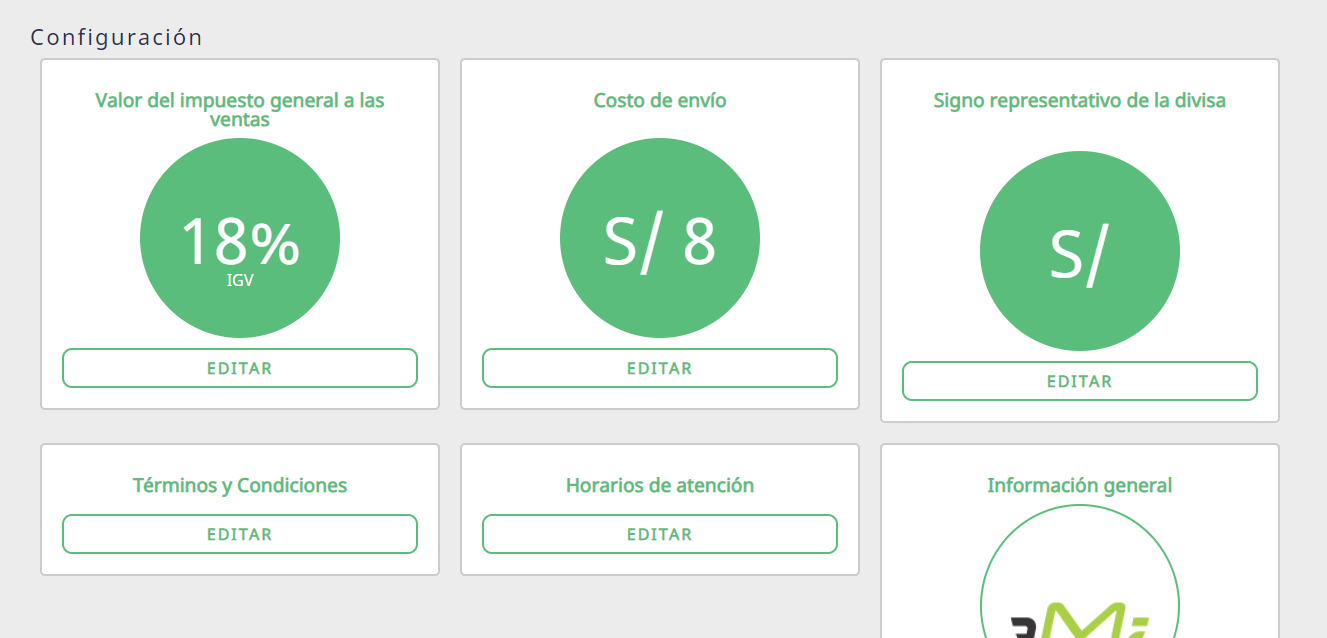 Configuración
Valor del impuesto general a las
ventas
18%
IGV
EDITAR
Costo de envío
S/ 8
EDITAR
Signo representativo de la divisa
S/
EDITAR
Términos y Condiciones
EDITAR
Horarios de atención
EDITAR
Información general